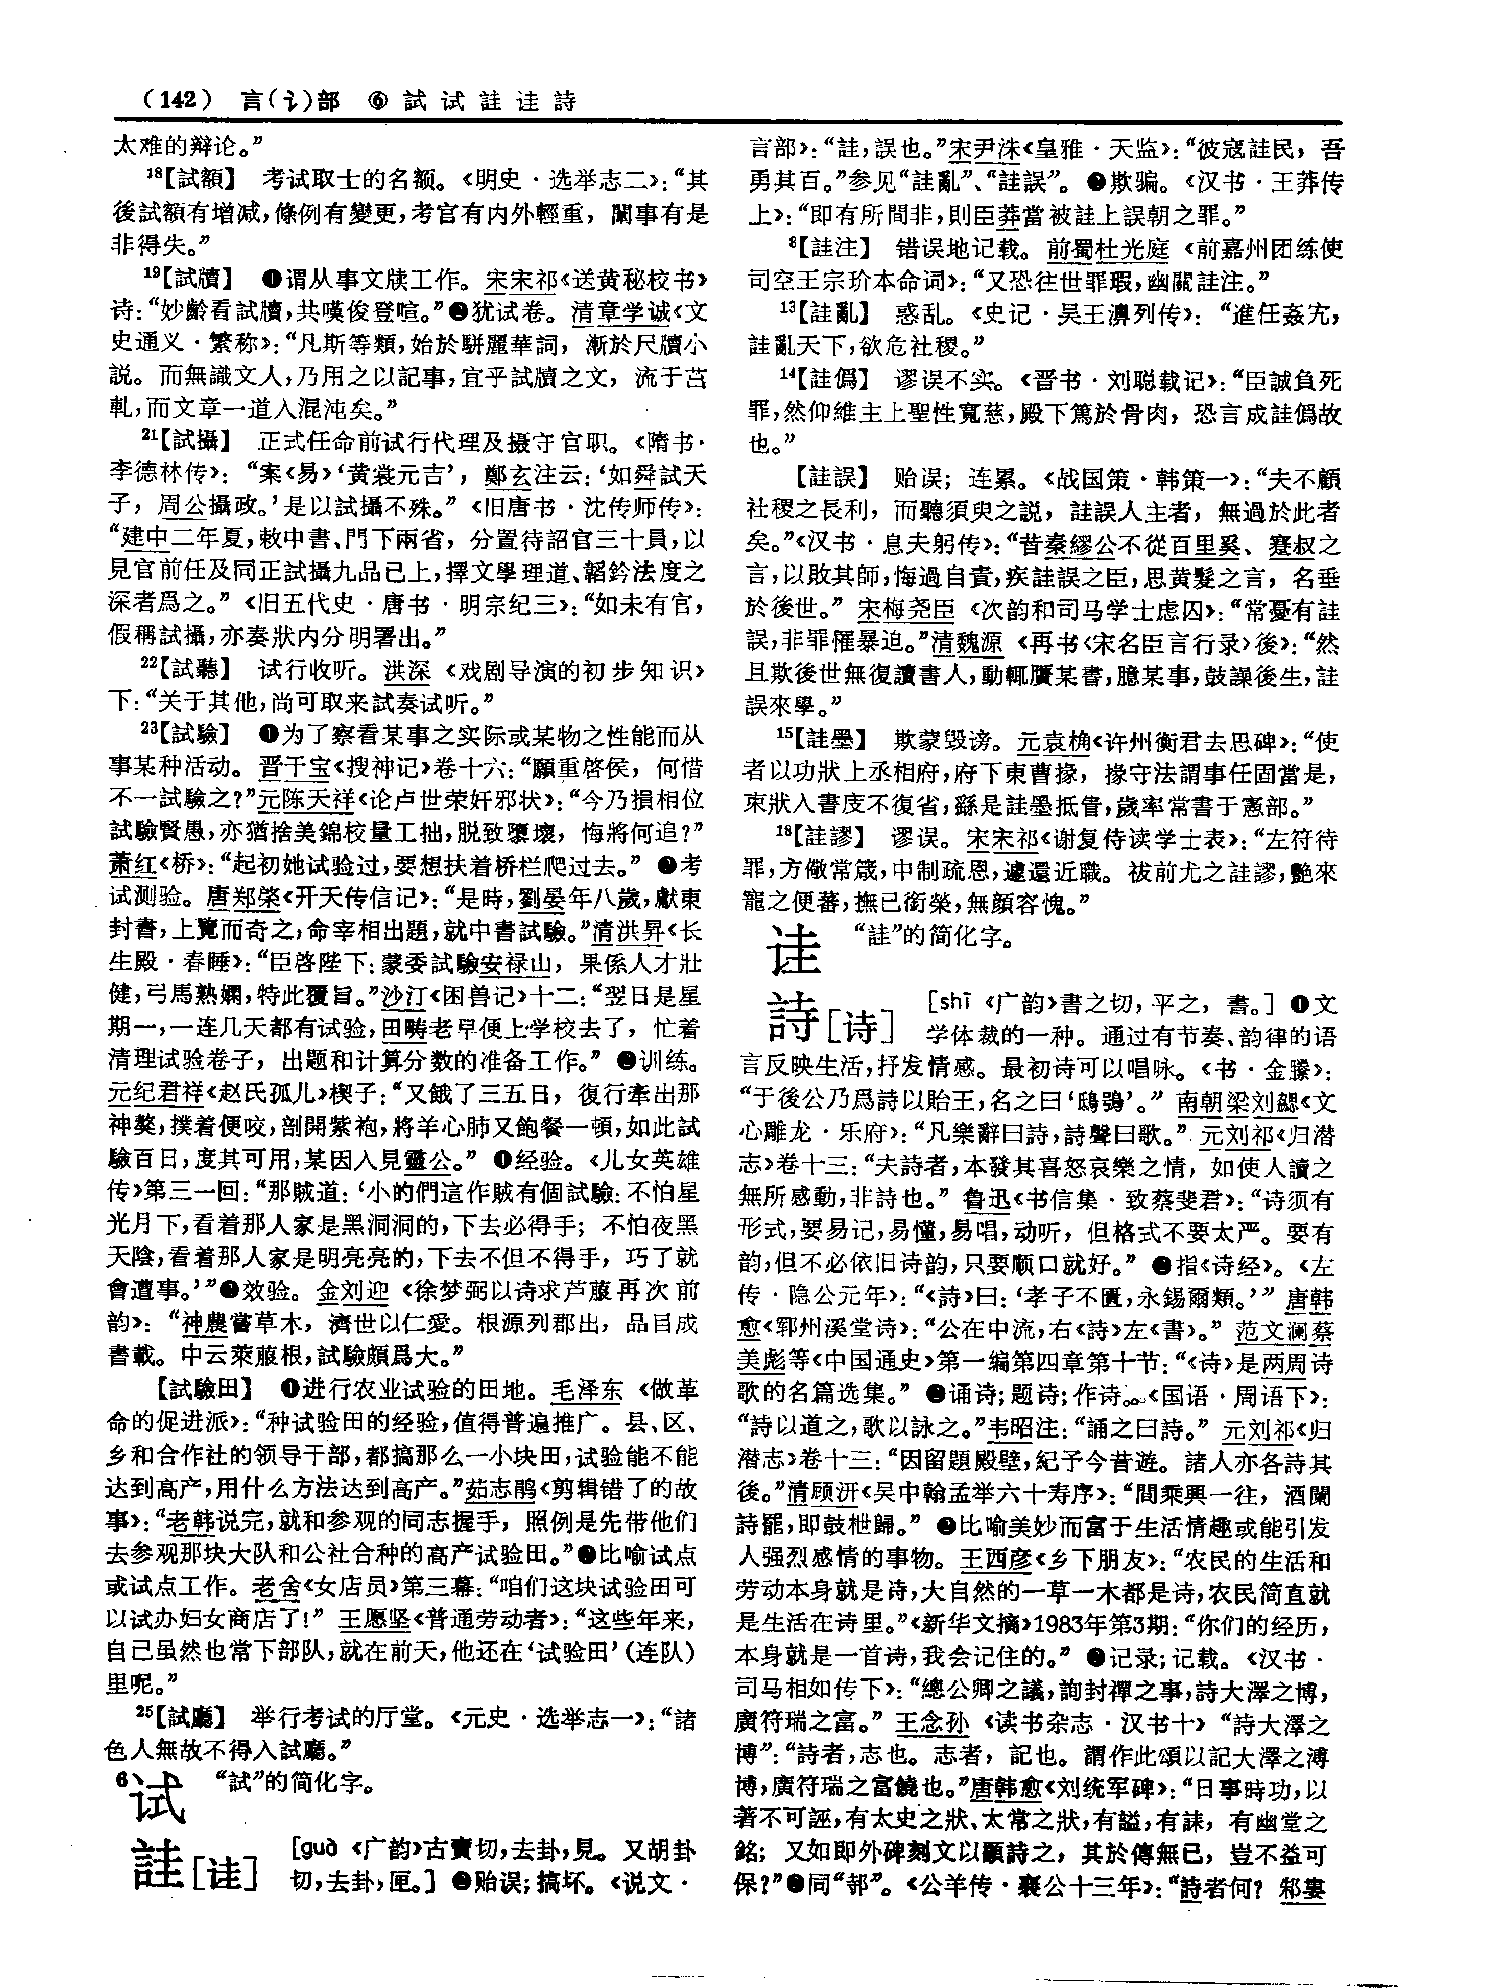 (142) 言(讠)部 ⑥ 試试註诖詩
太难的辩论。”
¹⁸【試額】 考试取士的名额。《明史·选举志二》：“其
後試額有增減，條例有變更，考官有内外輕重，闈事有是
非得失。”
¹⁹【試牘】 ❶谓从事文牍工作。宋宋祁《送黄秘校书》
诗：“妙齡看試牘，共嘆俊登喧。”❷犹试卷。清章学诚《文
史通义·繁称》：“凡斯等類，始於駢麗華詞，漸於尺牘小
説。而無識文人，乃用之以記事，宜乎試牘之文，流于苫
軋，而文章一道入混沌矣。”
²¹【試攝】 正式任命前试行代理及摄守官职。《隋书·
李德林传》：“案《易》‘黄裳元吉’，鄭玄注云：‘如舜試天
子，周公攝政。’是以試攝不殊。”《旧唐书·沈传师传》：
“建中二年夏，敕中書、門下兩省，分置待詔官三十員，以
見官前任及同正試攝九品已上，擇文學理道、韜鈐法度之
深者爲之。”《旧五代史·唐书·明宗纪三》：“如未有官，
假稱試攝，亦奏狀内分明署出。”
²²【試聽】 试行收听。洪深《戏剧导演的初步知识》
下：“关于其他，尚可取来試奏试听。”
²³【試驗】 ❶为了察看某事之实际或某物之性能而从
事某种活动。晋干宝《搜神记》卷十六：“願重啓侯，何惜
不一試驗之？”元陈天祥《论卢世荣奸邪状》：“今乃損相位
試驗賢愚，亦猶捨美錦校量工拙，脱致隳壞，悔將何追？”
萧红《桥》：“起初她试验过，要想扶着桥栏爬过去。” ❷考
试测验。唐郑棨《开天传信记》：“是時，劉晏年八歲，獻東
封書，上覽而奇之，命宰相出題，就中書試驗。”清洪昇《长
生殿·春睡》：“臣啓陛下：蒙委試驗安禄山，果係人才壯
健，弓馬熟嫻，特此覆旨。”沙汀《困兽记》十二：“翌日是星
期一，一连几天都有试验，田畴老早便上学校去了，忙着
清理试验卷子，出题和计算分数的准备工作。” ❸训练。
元纪君祥《赵氏孤儿》楔子：“又餓了三五日，復行牽出那
神獒，撲着便咬，剖開紫袍，將羊心肺又飽餐一頓，如此試
驗百日，度其可用，某因入見靈公。” ❹经验。《儿女英雄
传》第三一回：“那賊道：‘小的們這作賊有個試驗：不怕星
光月下，看着那人家是黑洞洞的，下去必得手；不怕夜黑
天陰，看着那人家是明亮亮的，下去不但不得手，巧了就
會遭事。’”❺效验。金刘迎《徐梦弼以诗求芦菔再次前
韵》：“神農嘗草木，濟世以仁愛。根源列郡出，品目成
書載。中云萊菔根，試驗頗爲大。”
【試驗田】 ❶进行农业试验的田地。毛泽东《做革
命的促进派》：“种试验田的经验，值得普遍推广。县、区、
乡和合作社的领导干部，都搞那么一小块田，试验能不能
达到高产，用什么方法达到高产。”茹志鹃《剪辑错了的故
事》：“老韩说完，就和参观的同志握手，照例是先带他们
去参观那块大队和公社合种的高产试验田。”❷比喻试点
或试点工作。老舍《女店员》第三幕：“咱们这块试验田可
以试办妇女商店了！” 王愿坚《普通劳动者》：“这些年来，
自己虽然也常下部队，就在前天，他还在‘试验田’（连队）
里呢。”
²⁵【試廳】 举行考试的厅堂。《元史·选举志一》：“諸
色人無故不得入試廳。”
⁶试 “試”的简化字。
詿［诖］ ［guà 《广韵》古賣切，去卦，見。又胡卦
切，去卦，匣。］ ❶贻误；搞坏。《说文·
言部》：“詿，誤也。”宋尹洙《皇雅·天监》：“彼寇詿民，吾
勇其百。”参见“詿亂”、“詿誤”。 ❷欺骗。《汉书·王莽传
上》：“即有所間非，則臣莽當被詿上誤朝之罪。”
⁸【詿注】 错误地记载。前蜀杜光庭《前嘉州团练使
司空王宗玠本命词》：“又恐往世罪瑕，幽關詿注。”
¹³【詿亂】 惑乱。《史记·吴王濞列传》：“進任姦宄，
詿亂天下，欲危社稷。”
¹⁴【詿僞】 谬误不实。《晋书·刘聪载记》：“臣誠負死
罪，然仰維主上聖性寬慈，殿下篤於骨肉，恐言成詿僞故
也。”
【詿誤】 贻误；连累。《战国策·韩策一》：“夫不顧
社稷之長利，而聽須臾之説，詿誤人主者，無過於此者
矣。”《汉书·息夫躬传》：“昔秦繆公不從百里奚、蹇叔之
言，以敗其師，悔過自責，疾詿誤之臣，思黄髮之言，名垂
於後世。” 宋梅尧臣《次韵和司马学士虑囚》：“常憂有詿
誤，非罪罹暴迫。”清魏源《再书〈宋名臣言行录〉後》：“然
且欺後世無復讀書人，動輒贋某書，臆某事，鼓譟後生，詿
誤來學。”
¹⁵【詿墨】 欺蒙毁谤。元袁桷《许州衡君去思碑》：“使
者以功狀上丞相府，府下東曹掾，掾守法謂事任固當是，
束狀入書庋不復省，繇是詿墨抵眚，歲率常書于憲部。”
¹⁸【詿謬】 谬误。宋宋祁《谢复侍读学士表》：“左符待
罪，方儆常箴，中制疏恩，遽還近職。祓前尤之詿謬，艷來
寵之便蕃，撫已銜榮，無顏容愧。”
诖 “詿”的简化字。
詩［诗］ ［shī 《广韵》書之切，平之，書。］ ❶文
学体裁的一种。通过有节奏、韵律的语
言反映生活，抒发情感。最初诗可以唱咏。《书·金縢》：
“于後公乃爲詩以貽王，名之曰‘鴟鴞’。” 南朝梁刘勰《文
心雕龙·乐府》：“凡樂辭曰詩，詩聲曰歌。” 元刘祁《归潜
志》卷十三：“夫詩者，本發其喜怒哀樂之情，如使人讀之
無所感動，非詩也。” 鲁迅《书信集·致蔡斐君》：“诗须有
形式，要易记，易懂，易唱，动听，但格式不要太严。要有
韵，但不必依旧诗韵，只要顺口就好。” ❷指《诗经》。《左
传·隐公元年》：“《詩》曰：‘孝子不匱，永錫爾類。’” 唐韩
愈《郓州溪堂诗》：“公在中流，右《詩》左《書》。” 范文澜蔡
美彪等《中国通史》第一编第四章第十节：“《诗》是两周诗
歌的名篇选集。” ❸诵诗；题诗；作诗。《国语·周语下》：
“詩以道之，歌以詠之。”韦昭注：“誦之曰詩。” 元刘祁《归
潜志》卷十三：“因留題殿壁，紀予今昔遊。諸人亦各詩其
後。”清顾汧《吴中翰孟举六十寿序》：“間乘興一往，酒闌
詩罷，即鼓枻歸。” ❹比喻美妙而富于生活情趣或能引发
人强烈感情的事物。王西彦《乡下朋友》：“农民的生活和
劳动本身就是诗，大自然的一草一木都是诗，农民简直就
是生活在诗里。”《新华文摘》1983年第3期：“你们的经历，
本身就是一首诗，我会记住的。” ❺记录；记载。《汉书·
司马相如传下》：“總公卿之議，詢封禪之事，詩大澤之博，
廣符瑞之富。” 王念孙《读书杂志·汉书十》“詩大澤之
博”：“詩者，志也。志者，記也。謂作此頌以記大澤之溥
博，廣符瑞之富饒也。”唐韩愈《刘统军碑》：“日事時功，以
著不可誣，有太史之狀、太常之狀，有謚，有誄，有幽堂之
銘；又如即外碑刻文以顯詩之，其於傳無已，豈不益可
保？”❻同“邿”。《公羊传·襄公十三年》：“詩者何？邾婁